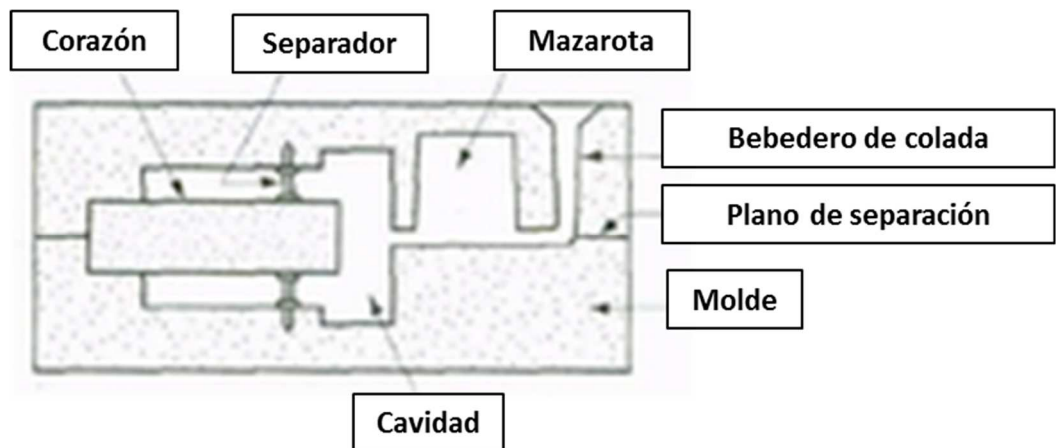 Corazón
Separador
Mazarota
Bebedero de colada
Plano de separación
Molde
Cavidad